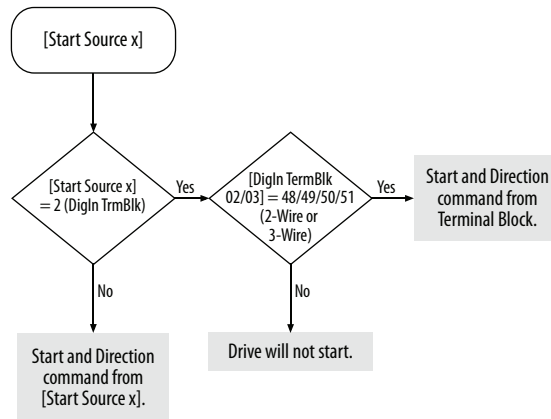 [Start Source x]
[Start Source x]
= 2 (DigIn TrmBlk)
Yes
[DigIn TermBlk
02/03] = 48/49/50/51
(2-Wire or
3-Wire)
Yes
Start and Direction
command from
Terminal Block.
No
No
Start and Direction
command from
[Start Source x].
Drive will not start.